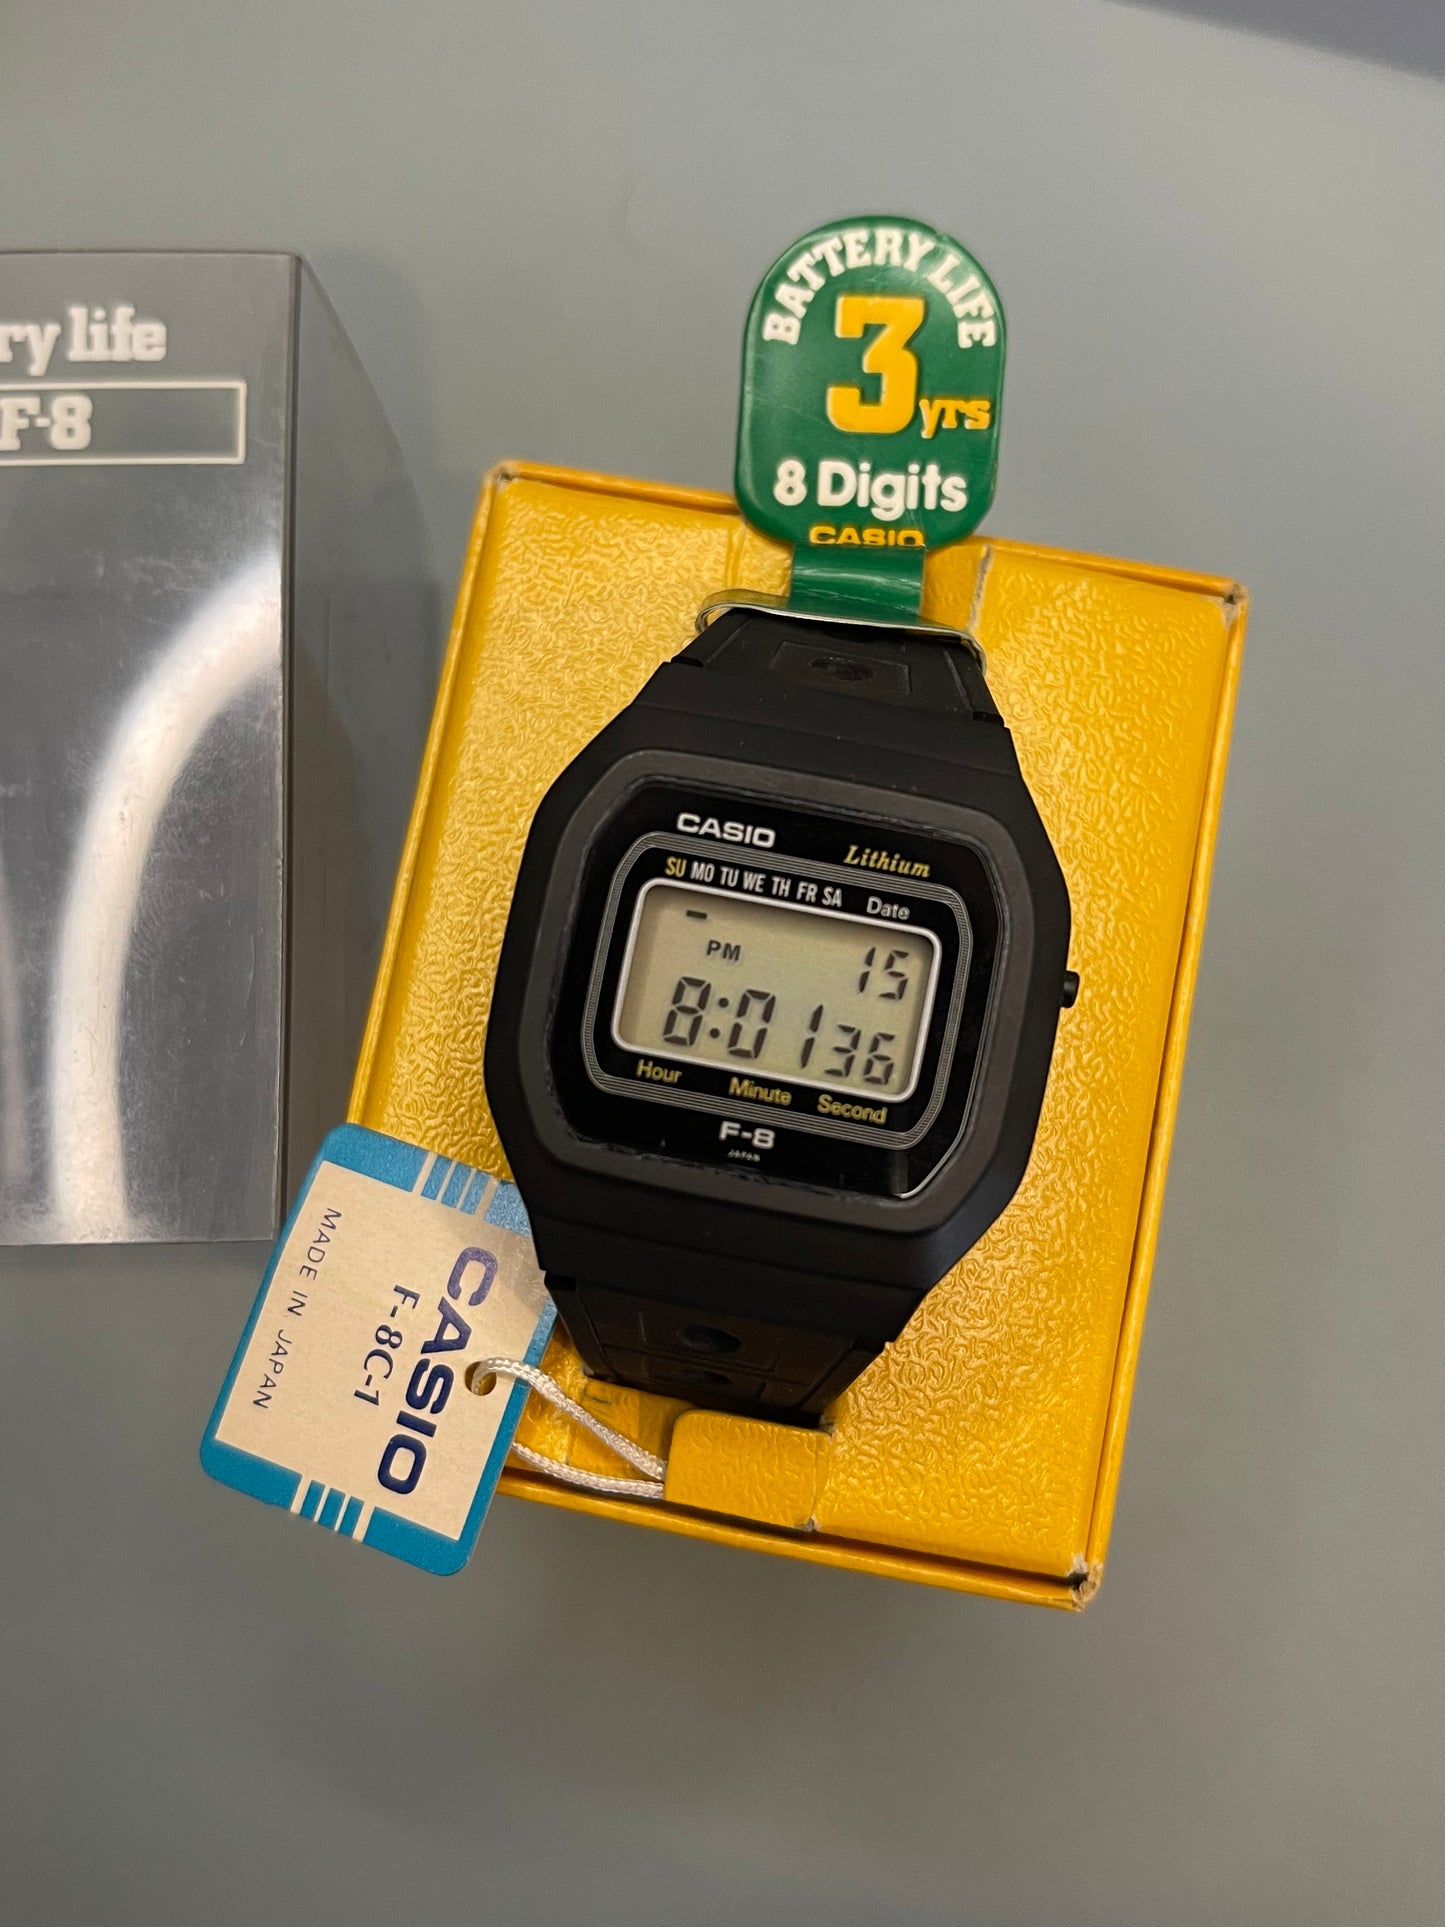 ry life
F-8
BATTERY LIFE
3 yrs
8 Digits
CASIO
CASIO
Lithium
SU MO TU WE TH FR SA Date
PM 15
8:01 36
Hour Minute Second
F-8
JAPAN
CASIO
F-8C-1
MADE IN JAPAN